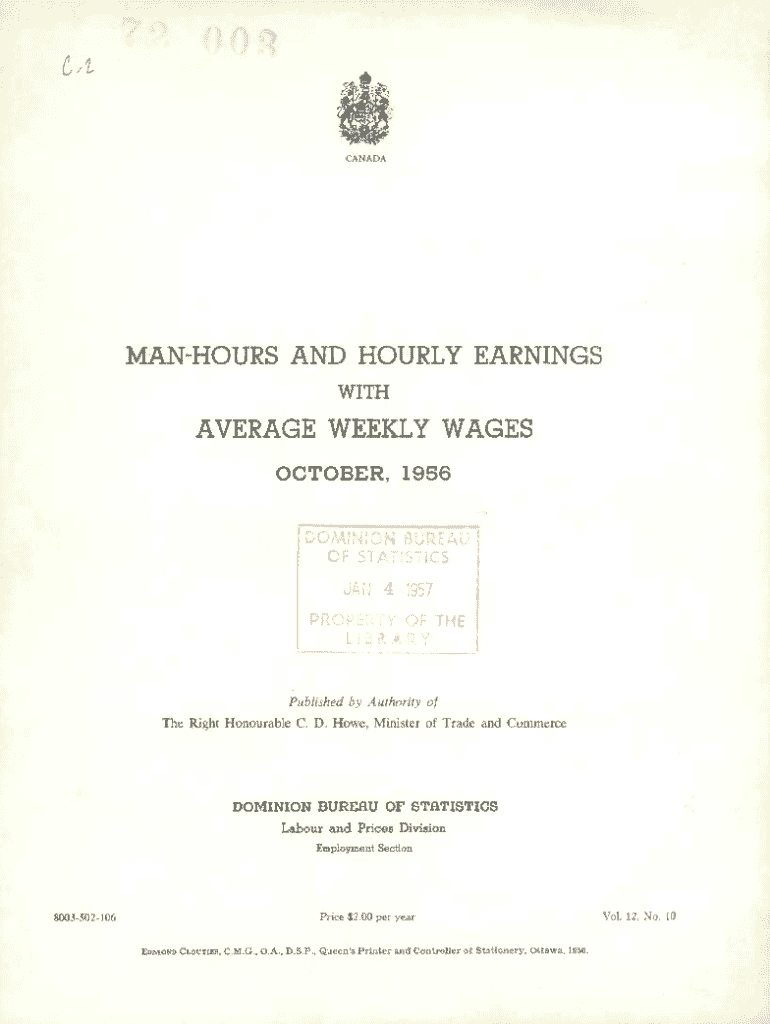 72 003
C.2
CANADA
MAN-HOURS AND HOURLY EARNINGS
WITH
AVERAGE WEEKLY WAGES
OCTOBER, 1956
DOMINION BUREAU
OF STATISTICS
JAN 4 1957
PROPERTY OF THE
LIBRARY
Published by Authority of
The Right Honourable C. D. Howe, Minister of Trade and Commerce
DOMINION BUREAU OF STATISTICS
Labour and Prices Division
Employment Section
8003-502-106
Price $2.00 per year
Vol. 12, No. 10
EDMOND CLOUTIER, C.M.G., O.A., D.S.P., Queen's Printer and Controller of Stationery, Ottawa, 1956.